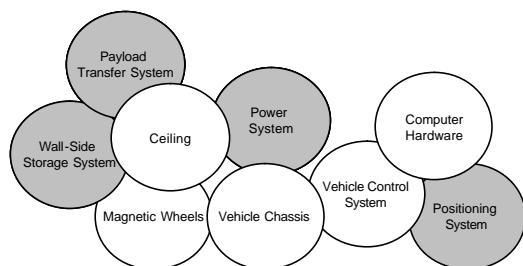 Payload
Transfer System
Wall-Side
Storage System
Ceiling
Power
System
Computer
Hardware
Magnetic Wheels
Vehicle Chassis
Vehicle Control
System
Positioning
System